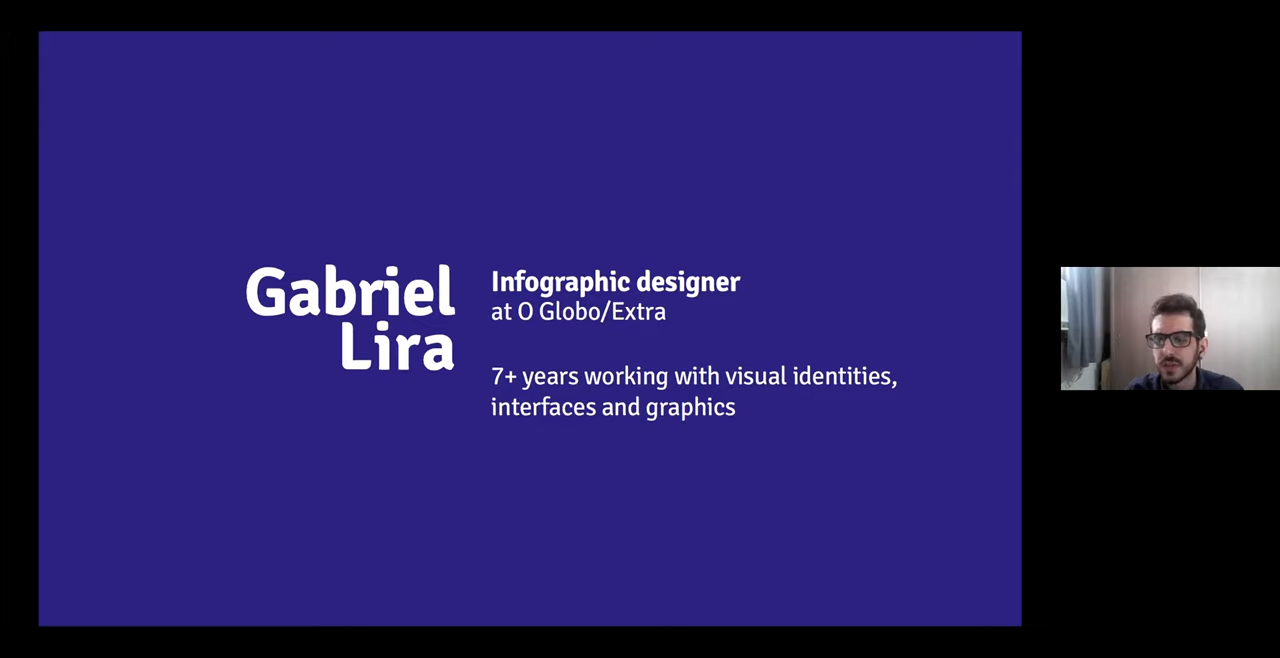 Gabriel
Lira
Infographic designer
at O Globo/Extra
7+ years working with visual identities,
interfaces and graphics